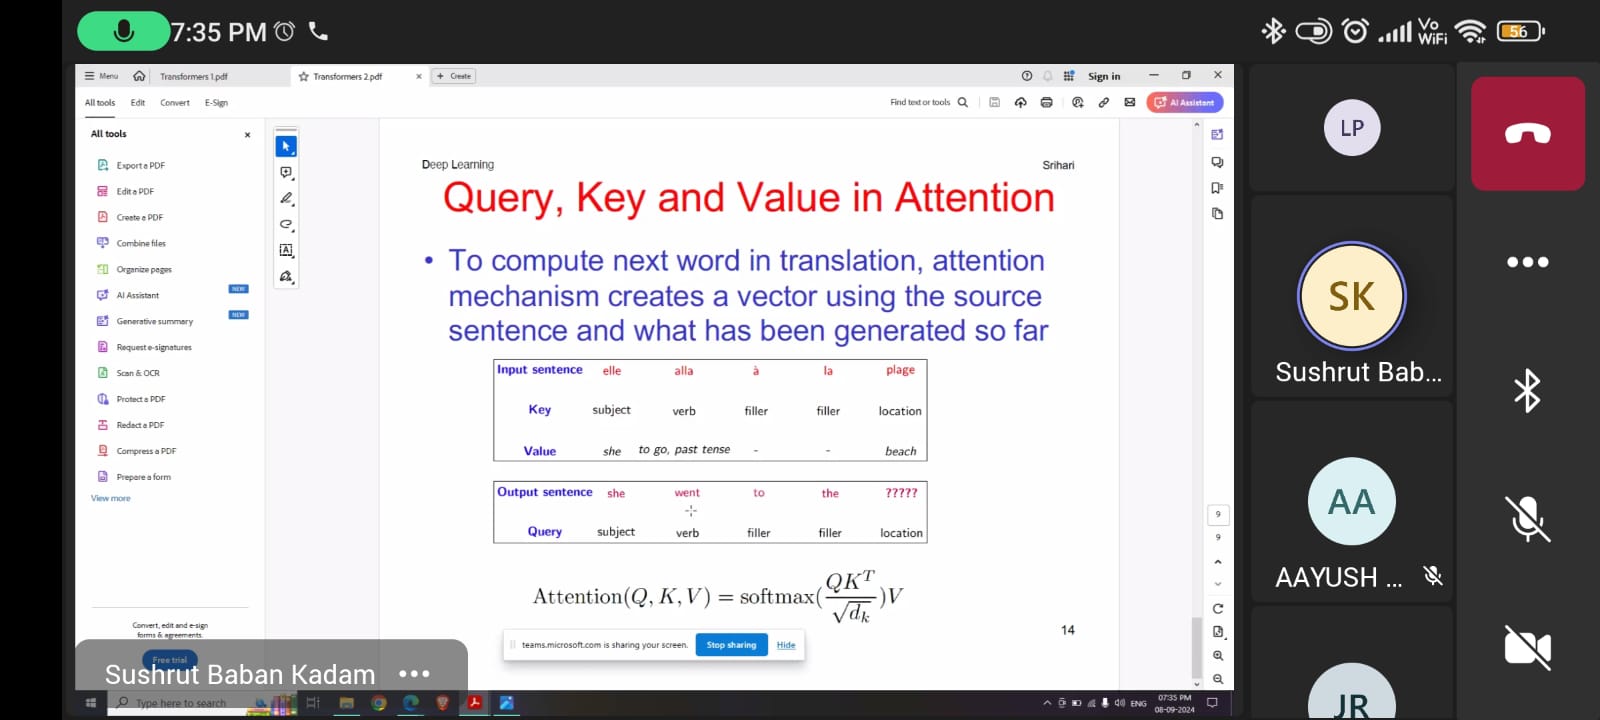 7:35 PM
Vo
WiFi
56
Menu
Transformers 1.pdf
Transformers 2.pdf
×
+ Create
Sign in
All tools
Edit
Convert
E-Sign
Find text or tools
AI Assistant
All tools
×
Export a PDF
Edit a PDF
Create a PDF
Combine files
Organize pages
AI Assistant
NEW
Generative summary
NEW
Request e-signatures
Scan & OCR
Protect a PDF
Redact a PDF
Compress a PDF
Prepare a form
View more
Convert, edit and e-sign
forms & agreements.
Free trial
Deep Learning
Srihari
Query, Key and Value in Attention
• To compute next word in translation, attention
mechanism creates a vector using the source
sentence and what has been generated so far
Input sentence elle alla à la plage
Key subject verb filler filler location
Value she to go, past tense - - beach
Output sentence she went to the ?????
Query subject verb filler filler location
Attention(Q, K, V) = softmax(QK^T / √d_k)V
14
9
9
teams.microsoft.com is sharing your screen.
Stop sharing
Hide
Sushrut Baban Kadam
Type here to search
ENG
07:35 PM
08-09-2024
LP
SK
Sushrut Bab...
AA
AAYUSH ...
JR